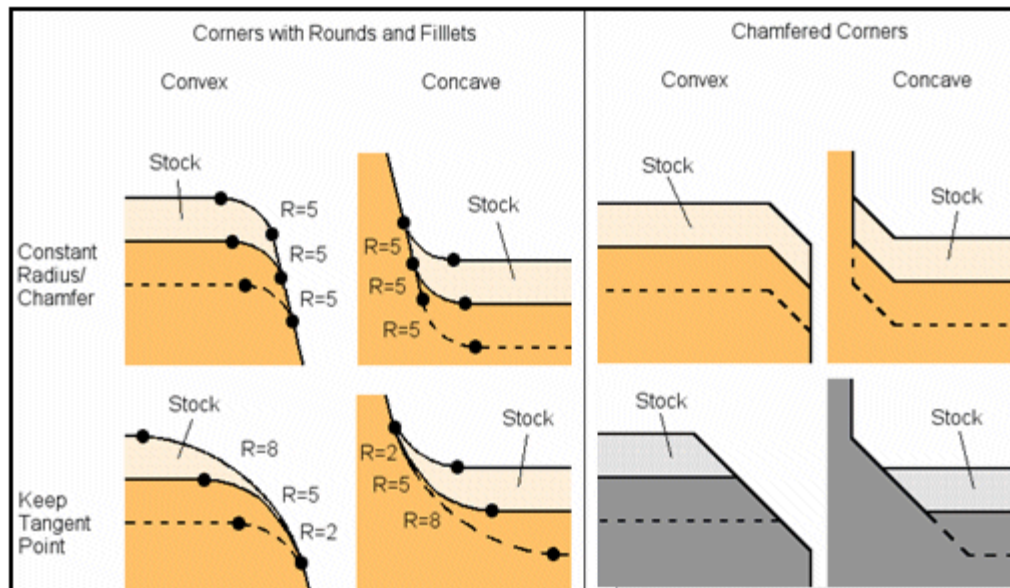 Corners with Rounds and Filllets
Chamfered Corners
Convex
Concave
Convex
Concave
Constant
Radius/
Chamfer
Stock
R=5
R=5
R=5
Stock
R=5
R=5
R=5
Stock
Stock
Keep
Tangent
Point
Stock
R=8
R=5
R=2
Stock
R=2
R=5
R=8
Stock
Stock